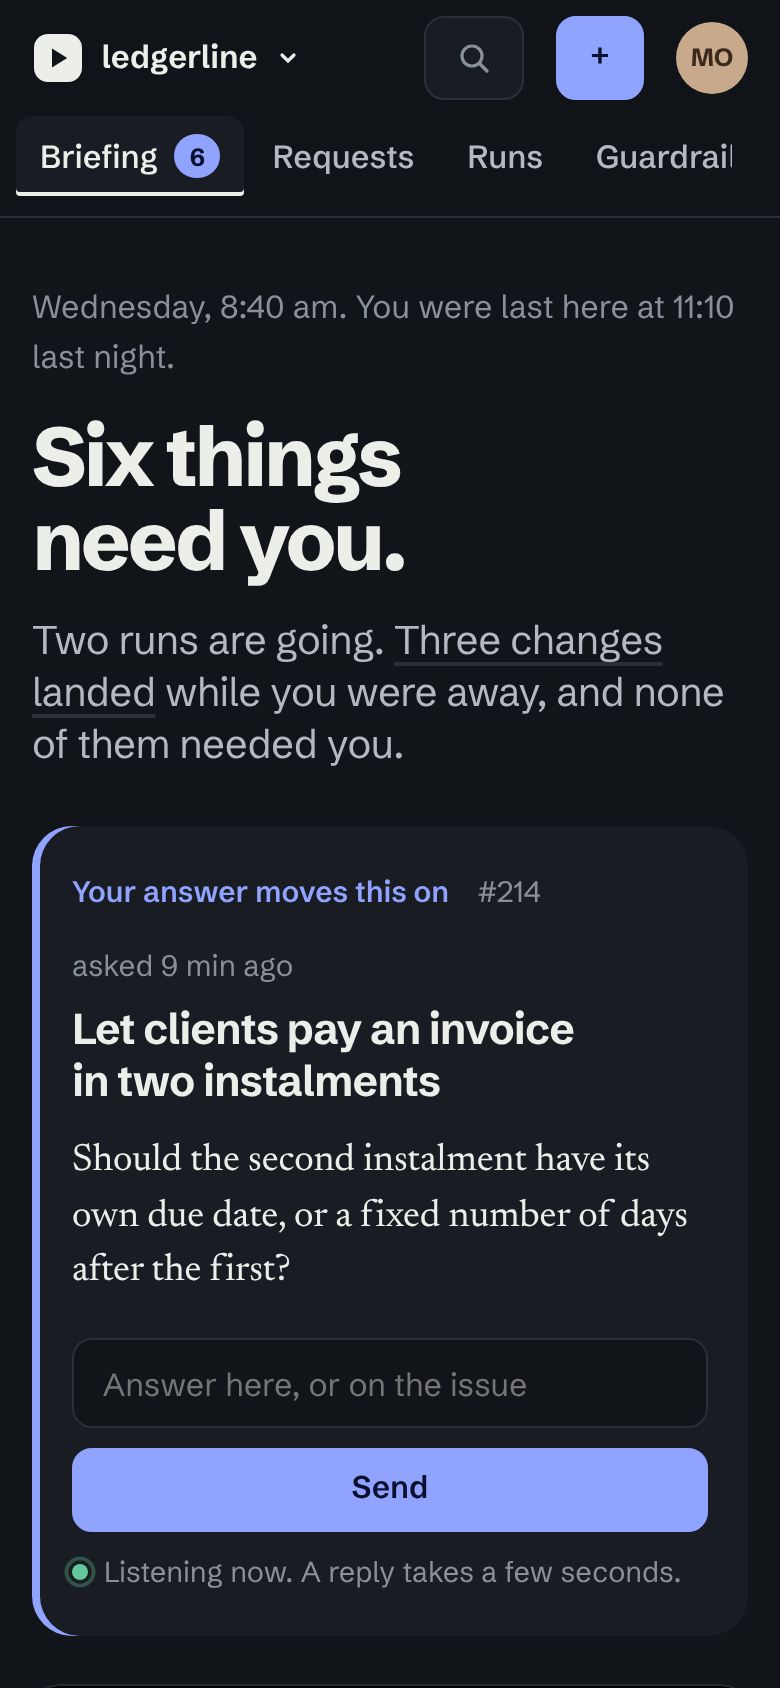 ledgerline
+
MO
Briefing 6
Requests
Runs
Guardrail
Wednesday, 8:40 am. You were last here at 11:10
last night.
Six things
need you.
Two runs are going. Three changes
landed while you were away, and none
of them needed you.
Your answer moves this on #214
asked 9 min ago
Let clients pay an invoice
in two instalments
Should the second instalment have its
own due date, or a fixed number of days
after the first?
Answer here, or on the issue
Send
Listening now. A reply takes a few seconds.